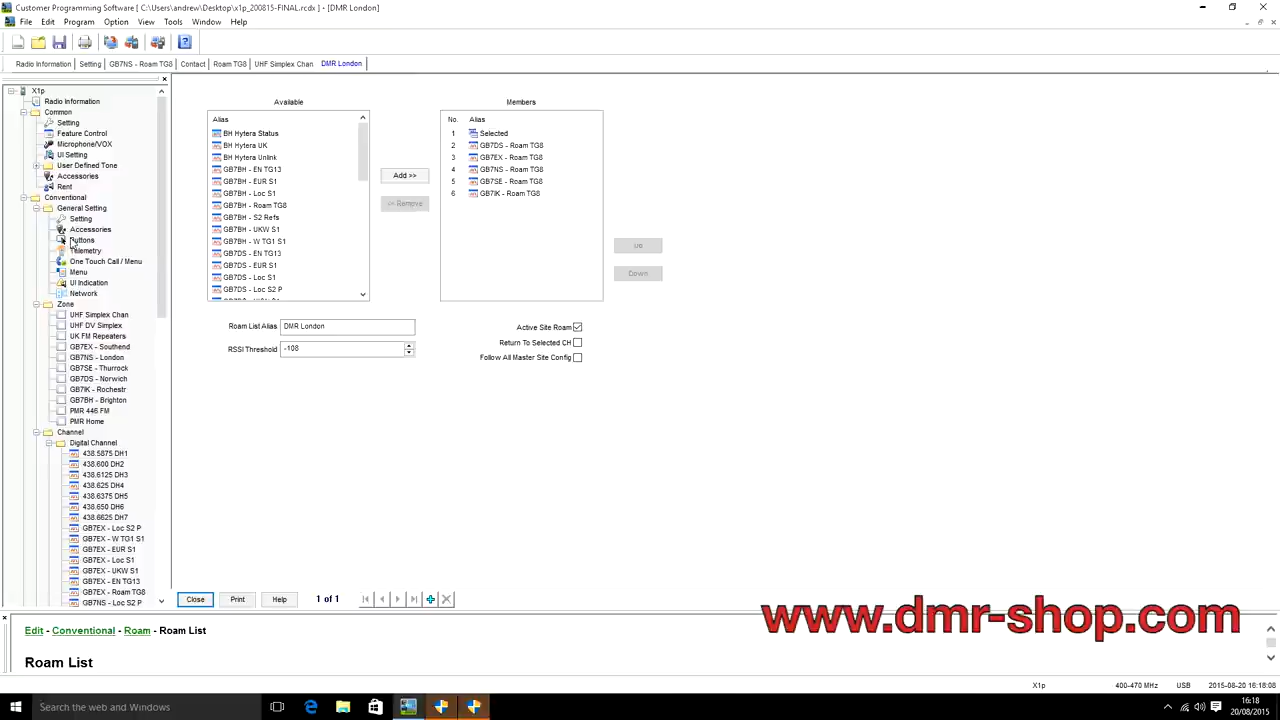 Customer Programming Software [ C:\Users\andrew\Desktop\x1p_200815-FINAL.rcdx ] - [DMR London]
File Edit Program Option View Tools Window Help
Radio Information Setting GB7NS - Roam TG8 Contact Roam TG8 UHF Simplex Chan DMR London
X1p
Radio Information
Common
Setting
Feature Control
Microphone/VOX
UI Setting
User Defined Tone
Accessories
Rent
Conventional
General Setting
Setting
Accessories
Buttons
Telemetry
One Touch Call / Menu
Menu
UI Indication
Network
Zone
UHF Simplex Chan
UHF DV Simplex
UK FM Repeaters
GB7EX - Southend
GB7NS - London
GB7SE - Thurrock
GB7DS - Norwich
GB7IK - Rochestr
GB7BH - Brighton
PMR 446 FM
PMR Home
Channel
Digital Channel
438.5875 DH1
438.600 DH2
438.6125 DH3
438.625 DH4
438.6375 DH5
438.650 DH6
438.6625 DH7
GB7EX - Loc S2 P
GB7EX - W TG1 S1
GB7EX - EUR S1
GB7EX - Loc S1
GB7EX - UKW S1
GB7EX - EN TG13
GB7EX - Roam TG8
GB7NS - Loc S2 P
Available
Alias
BH Hytera Status
BH Hytera UK
BH Hytera Unlink
GB7BH - EN TG13
GB7BH - EUR S1
GB7BH - Loc S1
GB7BH - Roam TG8
GB7BH - S2 Refs
GB7BH - UKW S1
GB7BH - W TG1 S1
GB7DS - EN TG13
GB7DS - EUR S1
GB7DS - Loc S1
GB7DS - Loc S2 P
Add >>
<< Remove
Members
No. Alias
1 Selected
2 GB7DS - Roam TG8
3 GB7EX - Roam TG8
4 GB7NS - Roam TG8
5 GB7SE - Roam TG8
6 GB7IK - Roam TG8
Up
Down
Roam List Alias DMR London
RSSI Threshold -108
Active Site Roam
Return To Selected CH
Follow All Master Site Config
Close Print Help 1 of 1
Edit - Conventional - Roam - Roam List
Roam List
www.dmr-shop.com
X1p 400-470 MHz USB 2015-08-20 16:16:08
Search the web and Windows
16:18
20/08/2015